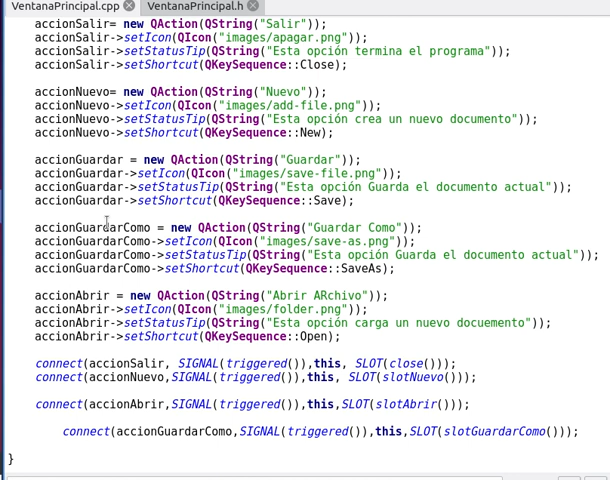 VentanaPrincipal.cpp VentanaPrincipal.h
accionSalir= new QAction(QString("Salir"));
accionSalir->setIcon(QIcon("images/apagar.png"));
accionSalir->setStatusTip(QString("Esta opción termina el programa"));
accionSalir->setShortcut(QKeySequence::Close);
accionNuevo= new QAction(QString("Nuevo"));
accionNuevo->setIcon(QIcon("images/add-file.png"));
accionNuevo->setStatusTip(QString("Esta opción crea un nuevo documento"));
accionNuevo->setShortcut(QKeySequence::New);
accionGuardar = new QAction(QString("Guardar"));
accionGuardar->setIcon(QIcon("images/save-file.png"));
accionGuardar->setStatusTip(QString("Esta opción Guarda el documento actual"));
accionGuardar->setShortcut(QKeySequence::Save);
accionGuardarComo = new QAction(QString("Guardar Como"));
accionGuardarComo->setIcon(QIcon("images/save-as.png"));
accionGuardarComo->setStatusTip(QString("Esta opción Guarda el documento actual"));
accionGuardarComo->setShortcut(QKeySequence::SaveAs);
accionAbrir = new QAction(QString("Abrir ARchivo"));
accionAbrir->setIcon(QIcon("images/folder.png"));
accionAbrir->setStatusTip(QString("Esta opción carga un nuevo docuemento"));
accionAbrir->setShortcut(QKeySequence::Open);
connect(accionSalir, SIGNAL(triggered()),this, SLOT(close()));
connect(accionNuevo,SIGNAL(triggered()),this, SLOT(slotNuevo()));
connect(accionAbrir,SIGNAL(triggered()),this,SLOT(slotAbrir()));
connect(accionGuardarComo,SIGNAL(triggered()),this,SLOT(slotGuardarComo()));
}